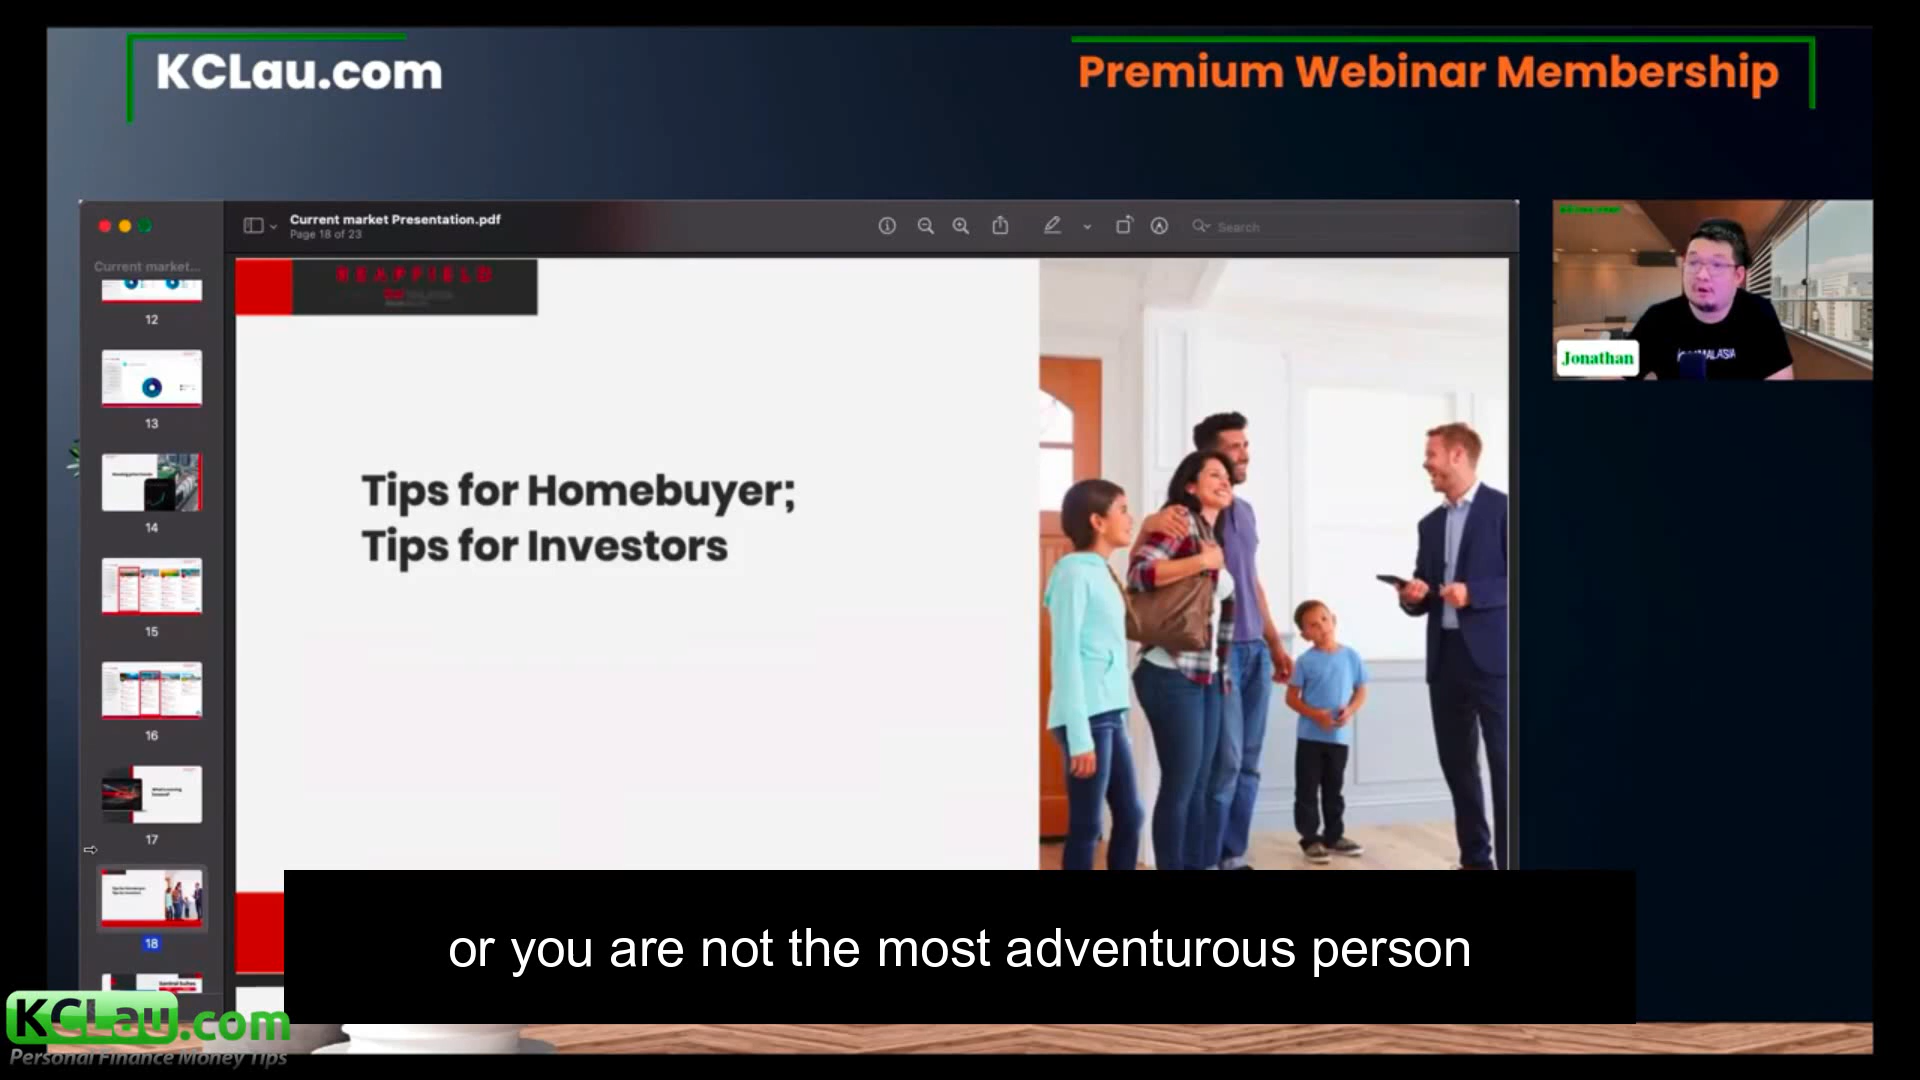 KCLau.com
Premium Webinar Membership
Current market Presentation.pdf
Page 18 of 23
Search
Current market...
12
13
14
15
16
17
18
Tips for Homebuyer;
Tips for Investors
Jonathan
or you are not the most adventurous person
KCLau.com
Personal Finance Money Tips